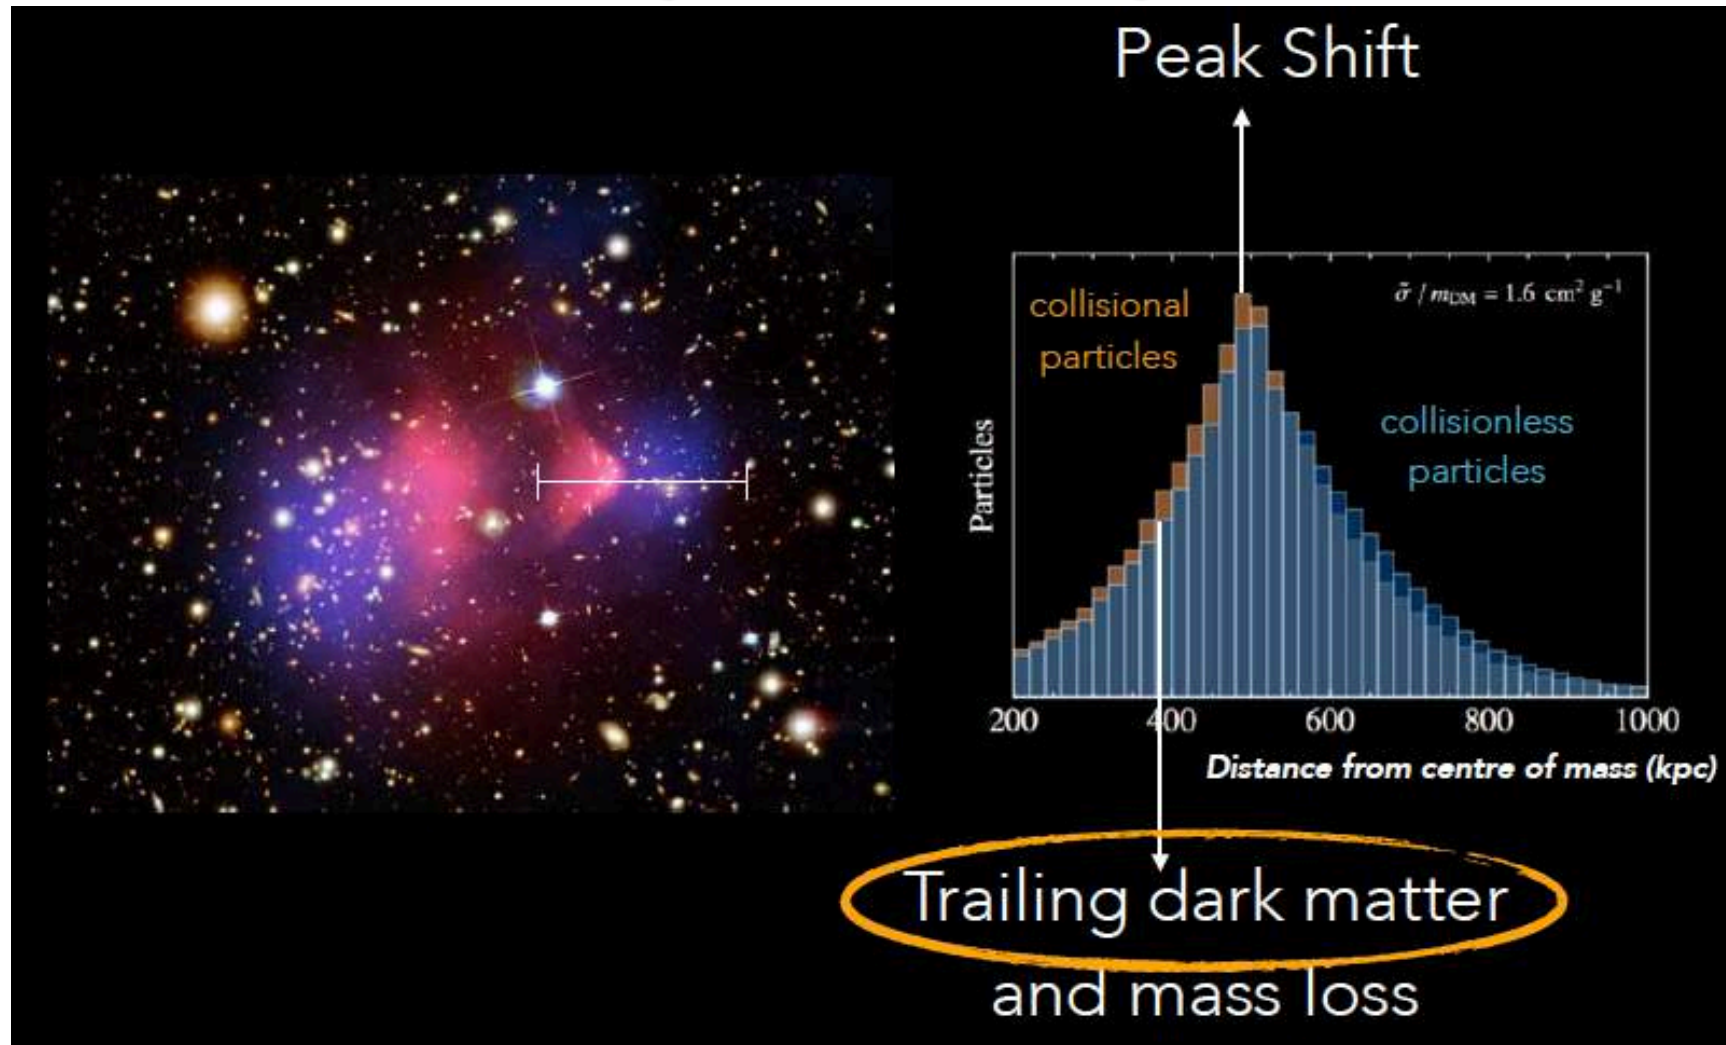 Peak Shift
collisional
particles
σ̃ / m_DM = 1.6 cm² g⁻¹
collisionless
particles
Particles
200 400 600 800 1000
Distance from centre of mass (kpc)
Trailing dark matter
and mass loss